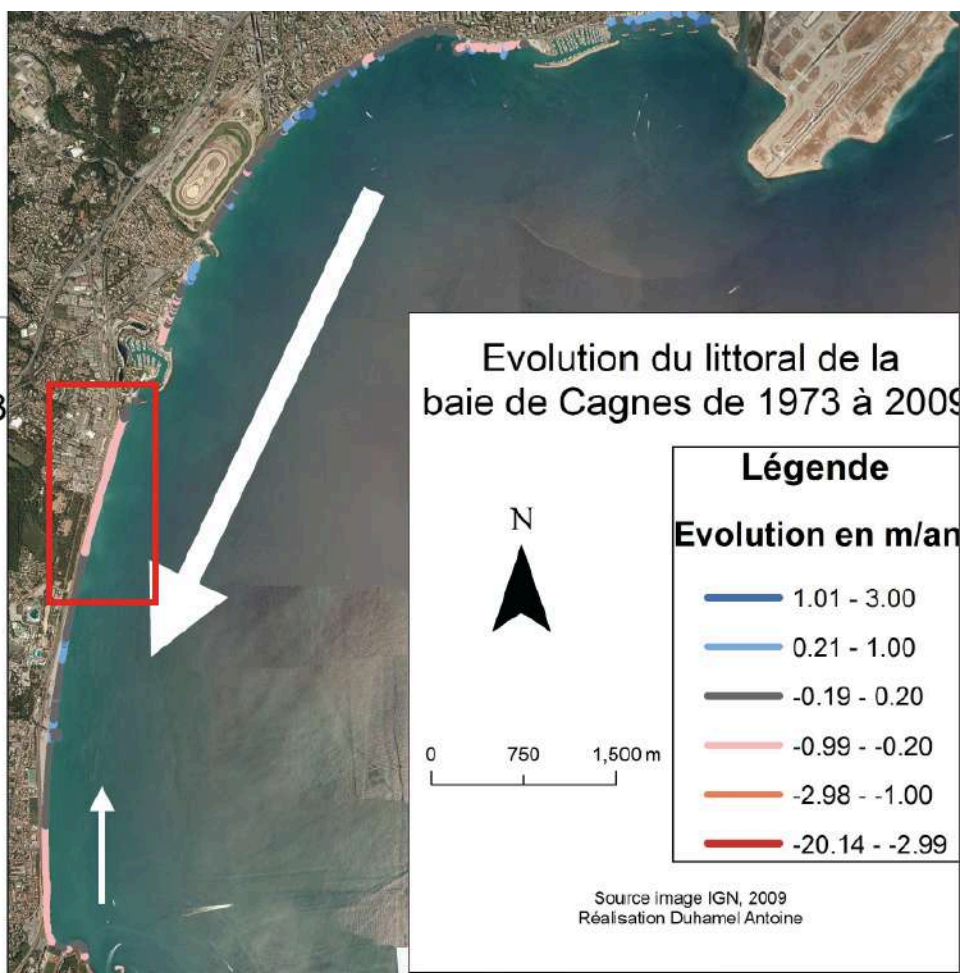 3
Evolution du littoral de la
baie de Cagnes de 1973 à 2009
N
0 750 1,500 m
Légende
Evolution en m/an
1.01 - 3.00
0.21 - 1.00
-0.19 - 0.20
-0.99 - -0.20
-2.98 - -1.00
-20.14 - -2.99
Source image IGN, 2009
Réalisation Duhamel Antoine